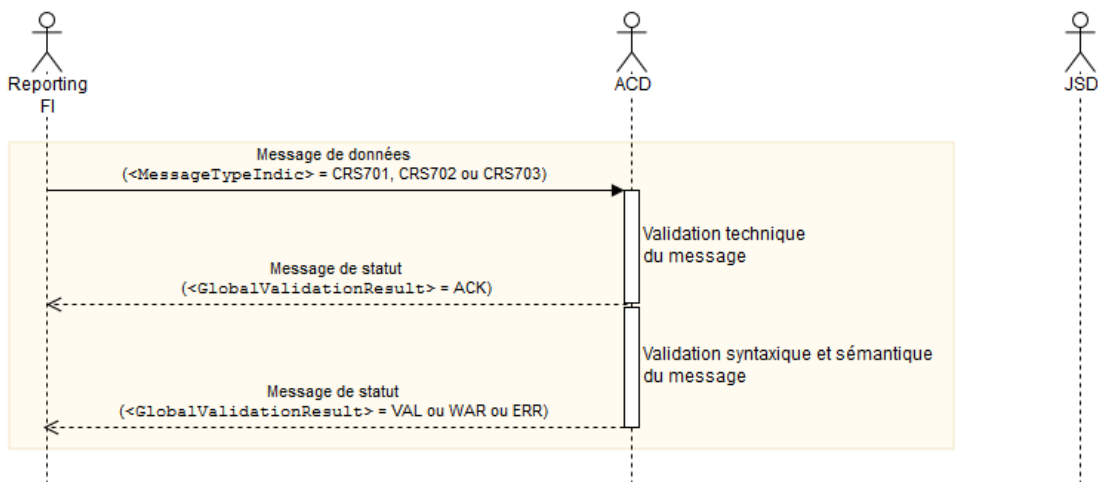 Reporting
FI
ACD
JSD
Message de données
(<MessageTypeIndic> = CRS701, CRS702 ou CRS703)
Validation technique
du message
Message de statut
(<GlobalValidationResult> = ACK)
Validation syntaxique et sémantique
du message
Message de statut
(<GlobalValidationResult> = VAL ou WAR ou ERR)